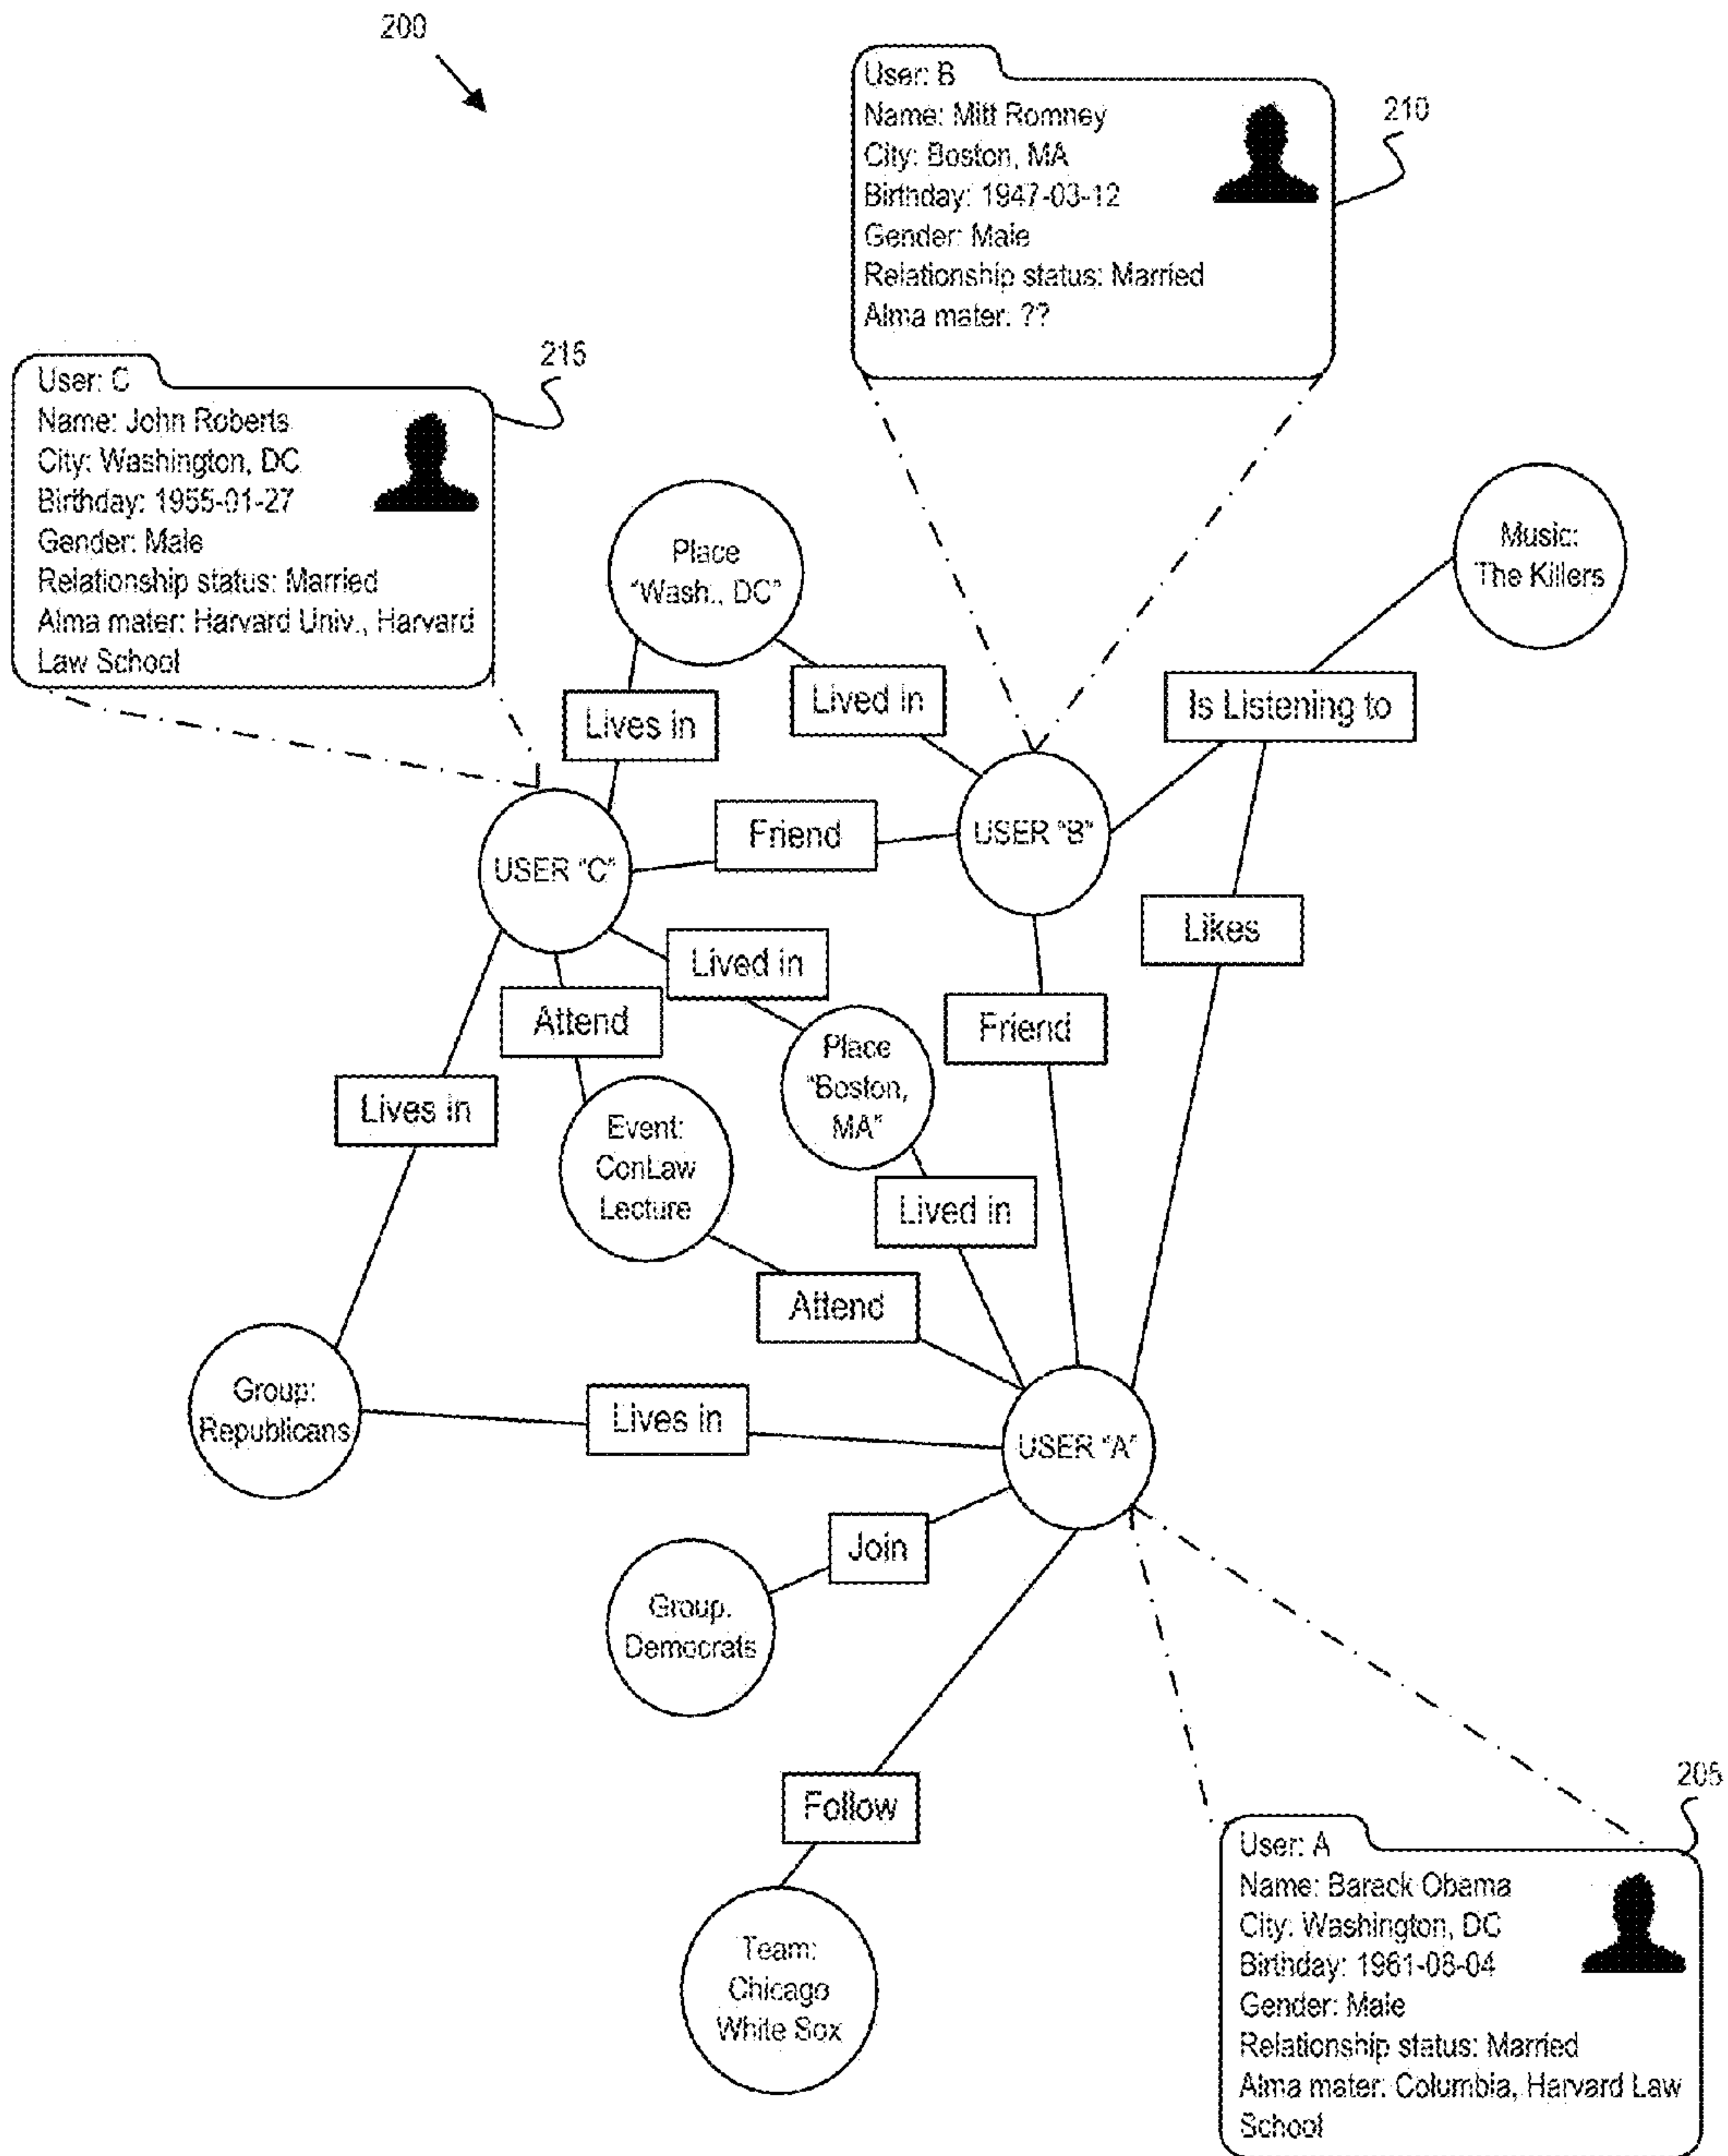 200
User: B
Name: Mitt Romney
City: Boston, MA
Birthday: 1947-03-12
Gender: Male
Relationship status: Married
Alma mater: ??
210
215
User: C
Name: John Roberts
City: Washington, DC
Birthday: 1955-01-27
Gender: Male
Relationship status: Married
Alma mater: Harvard Univ., Harvard
Law School
Place
"Wash., DC"
Music:
The Killers
Lives in
Lived in
Is Listening to
USER "C"
Friend
USER "B"
Likes
Lived in
Attend
Friend
Place
"Boston,
MA"
Lives in
Event:
ConLaw
Lecture
Lived in
Attend
Group:
Republicans
Lives in
USER "A"
Join
Group.
Democrats
Follow
205
User: A
Name: Barack Obama
City: Washington, DC
Birthday: 1961-08-04
Gender: Male
Relationship status: Married
Alma mater: Columbia, Harvard Law
School
Team:
Chicago
White Sox